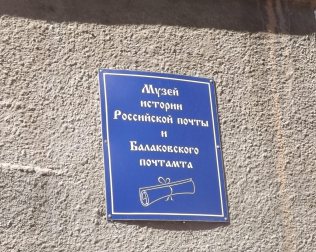 Музей
истории
Российской почты
и
Балаковского
почтамта